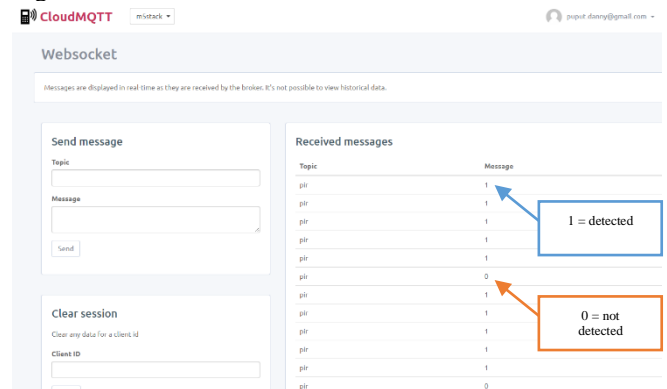 CloudMQTT
m5stack
puput.danny@gmail.com
Websocket
Messages are displayed in real-time as they are received by the broker. It's not possible to view historical data.
Send message
Topic
Message
Send
Clear session
Clear any data for a client id
Client ID
Received messages
Topic Message
pir 1
pir 1
pir 1
pir 1
pir 1
pir 0
pir 1
pir 1
pir 1
pir 1
pir 1
pir 0
1 = detected
0 = not
detected